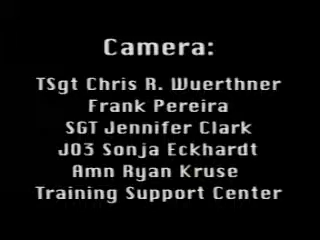 Camera:
TSgt Chris R. Wuerthner
Frank Pereira
SGT Jennifer Clark
JO3 Sonja Eckhardt
Amn Ryan Kruse
Training Support Center